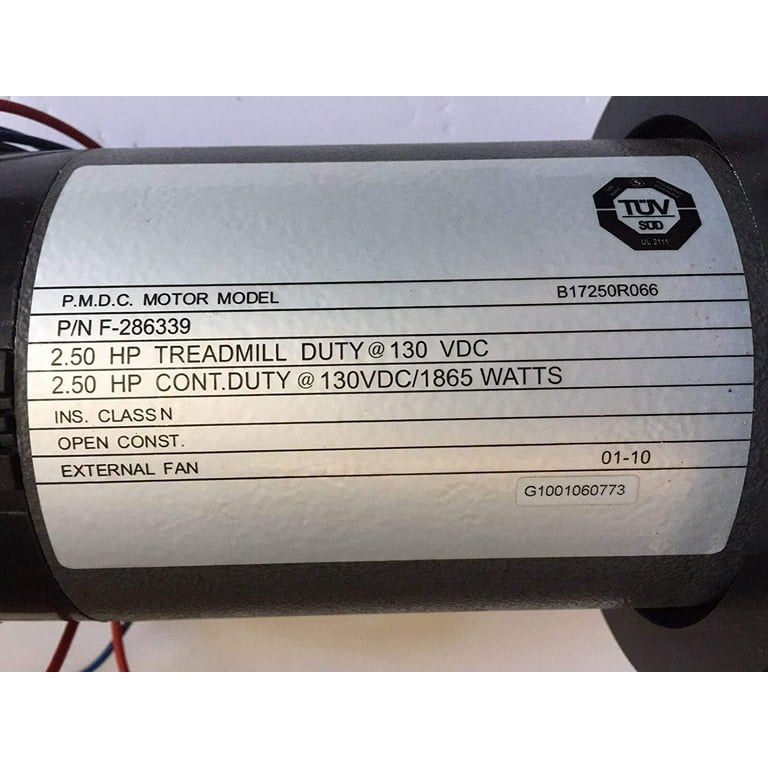 TÜV
SÜD
UL 2111
P.M.D.C. MOTOR MODEL B17250R066
P/N F-286339
2.50 HP TREADMILL DUTY @ 130 VDC
2.50 HP CONT.DUTY @ 130VDC/1865 WATTS
INS. CLASS N
OPEN CONST.
EXTERNAL FAN 01-10
G1001060773